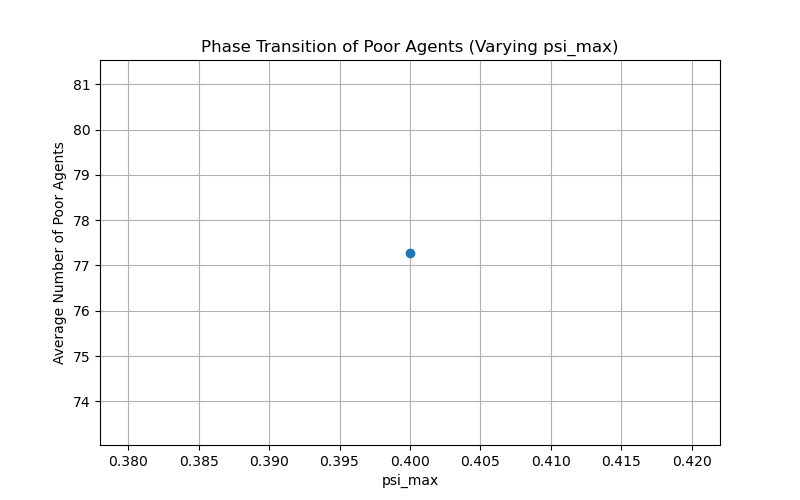 Phase Transition of Poor Agents (Varying psi_max)
Average Number of Poor Agents
81
80
79
78
77
76
75
74
0.380 0.385 0.390 0.395 0.400 0.405 0.410 0.415 0.420
psi_max